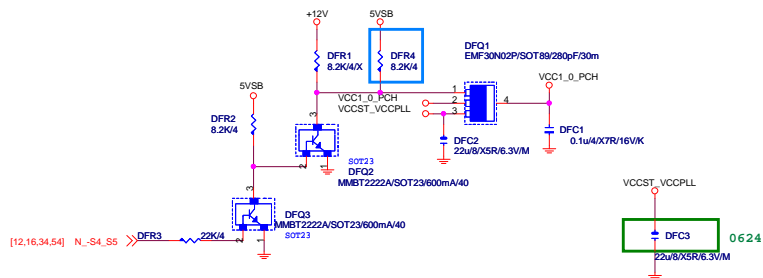 +12V
5VSB
DFR1
8.2K/4/X
DFR4
8.2K/4
DFQ1
EMF30N02P/SOT89/280pF/30m
VCC1_0_PCH
1
2
3
4
VCC1_0_PCH
VCCST_VCCPLL
5VSB
DFR2
8.2K/4
3
2
1
SOT23
DFQ2
MMBT2222A/SOT23/600mA/40
DFC2
22u/8/X5R/6.3V/M
DFC1
0.1u/4/X7R/16V/K
3
2
1
DFQ3
MMBT2222A/SOT23/600mA/40
SOT23
[12,16,34,54] N_-S4_S5
DFR3
22K/4
VCCST_VCCPLL
DFC3
22u/8/X5R/6.3V/M
0624